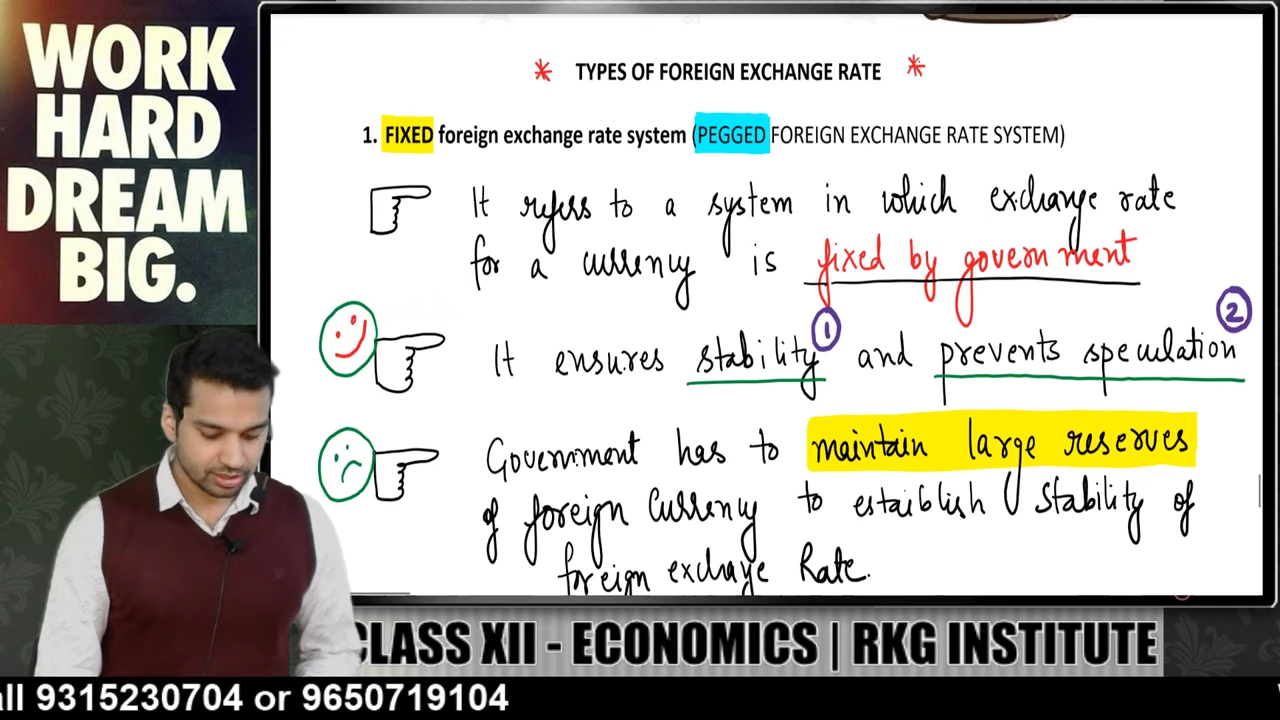 WORK
HARD
DREAM
BIG.
* TYPES OF FOREIGN EXCHANGE RATE *
1. FIXED foreign exchange rate system (PEGGED FOREIGN EXCHANGE RATE SYSTEM)
It refers to a system in which exchange rate
for a currency is fixed by government
It ensures stability ① and prevents speculation ②
Government has to maintain large reserves
of foreign Currency to estaiblish stability of
foreign exchage Rate.
CLASS XII - ECONOMICS | RKG INSTITUTE
all 9315230704 or 9650719104